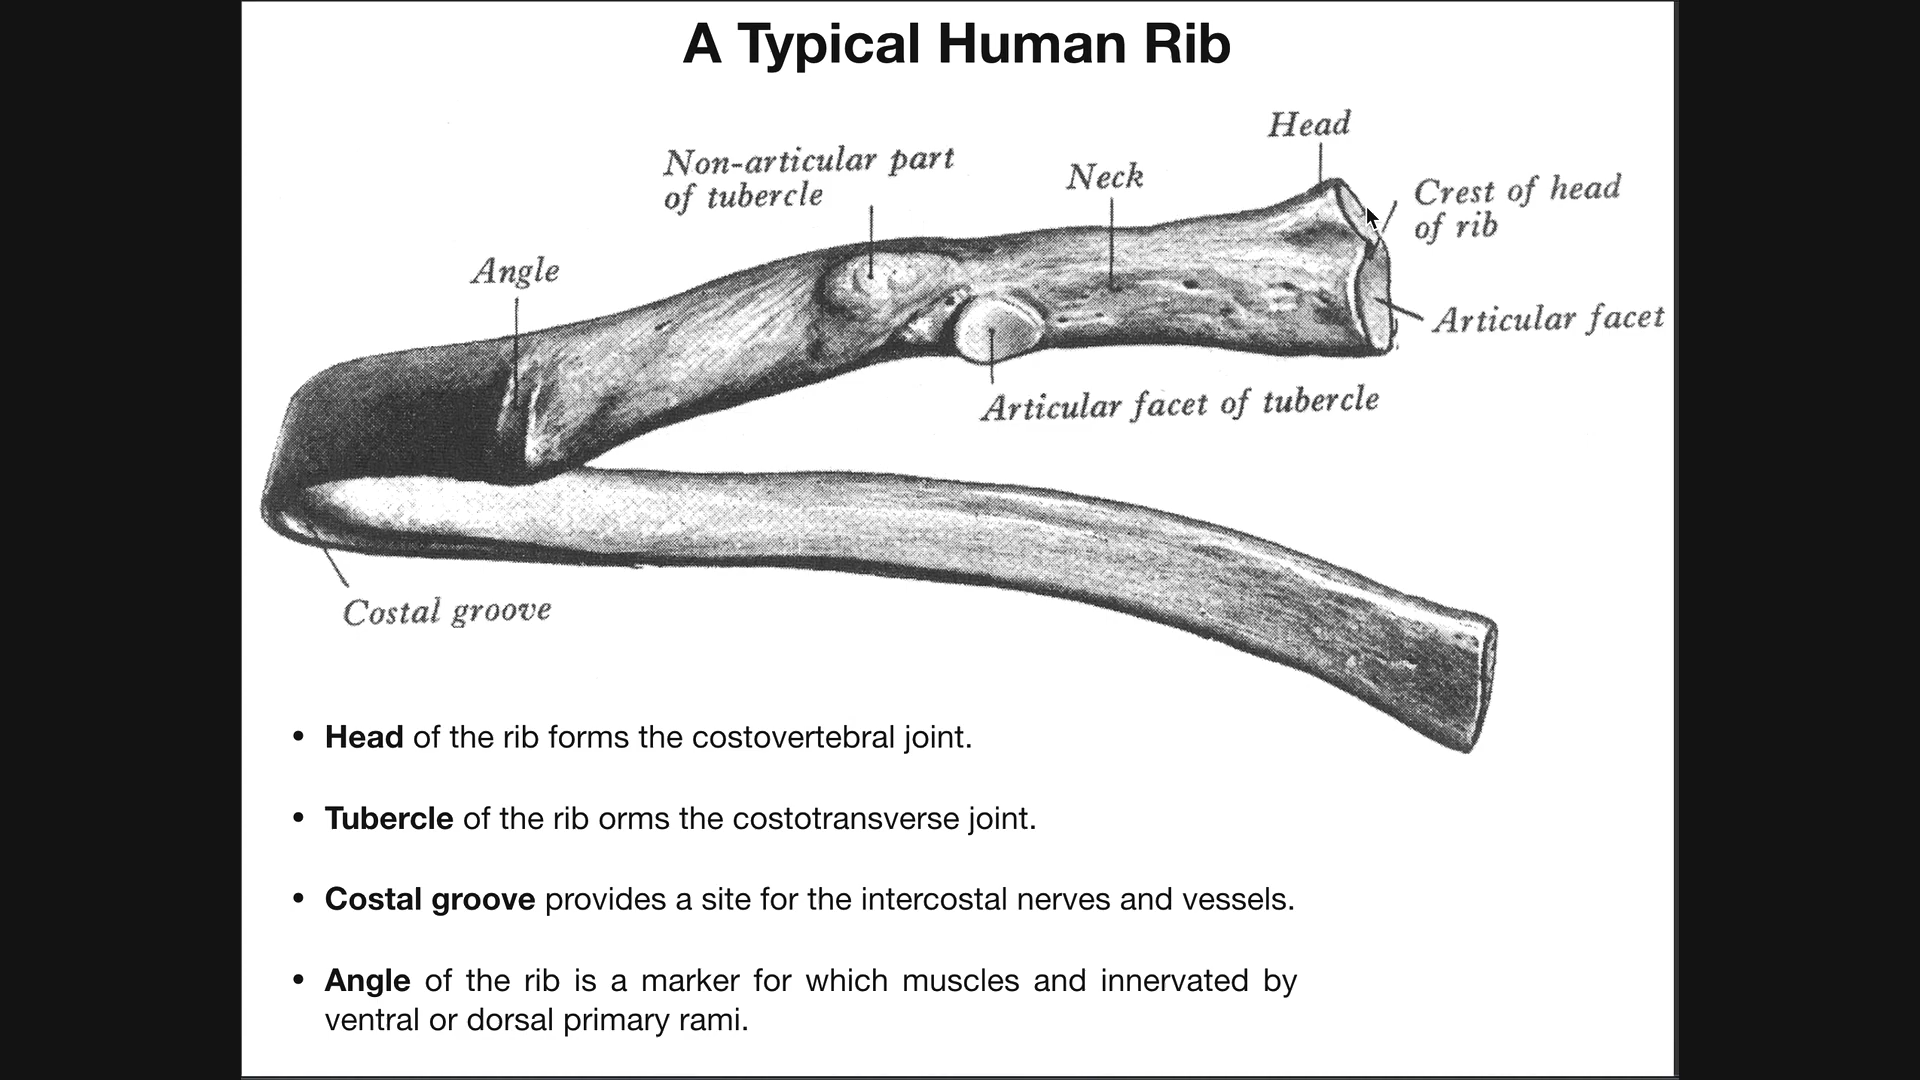 A Typical Human Rib
Head
Non-articular part
of tubercle
Neck
Crest of head
of rib
Angle
Articular facet
Articular facet of tubercle
Costal groove
• Head of the rib forms the costovertebral joint.
• Tubercle of the rib orms the costotransverse joint.
• Costal groove provides a site for the intercostal nerves and vessels.
• Angle of the rib is a marker for which muscles and innervated by
ventral or dorsal primary rami.